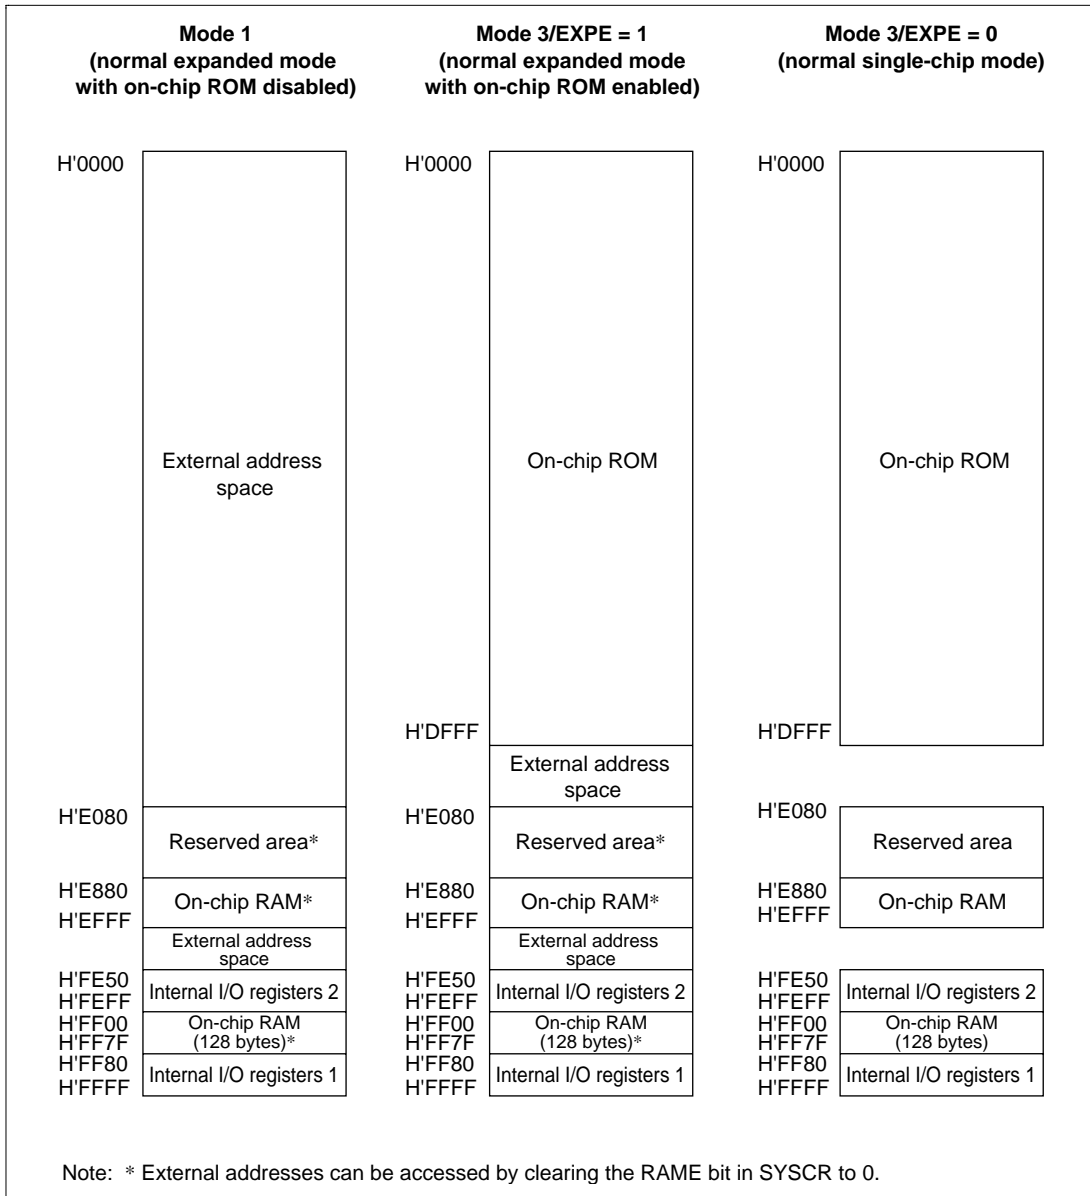 Mode 1
(normal expanded mode
with on-chip ROM disabled)
H'0000
External address
space
H'E080
Reserved area*
H'E880
On-chip RAM*
H'EFFF
External address
space
H'FE50
Internal I/O registers 2
H'FEFF
H'FF00
On-chip RAM
(128 bytes)*
H'FF7F
H'FF80
Internal I/O registers 1
H'FFFF
Mode 3/EXPE = 1
(normal expanded mode
with on-chip ROM enabled)
H'0000
On-chip ROM
H'DFFF
External address
space
H'E080
Reserved area*
H'E880
On-chip RAM*
H'EFFF
External address
space
H'FE50
Internal I/O registers 2
H'FEFF
H'FF00
On-chip RAM
(128 bytes)*
H'FF7F
H'FF80
Internal I/O registers 1
H'FFFF
Mode 3/EXPE = 0
(normal single-chip mode)
H'0000
On-chip ROM
H'DFFF
H'E080
Reserved area
H'E880
On-chip RAM
H'EFFF
H'FE50
Internal I/O registers 2
H'FEFF
H'FF00
On-chip RAM
(128 bytes)
H'FF7F
H'FF80
Internal I/O registers 1
H'FFFF
Note: * External addresses can be accessed by clearing the RAME bit in SYSCR to 0.